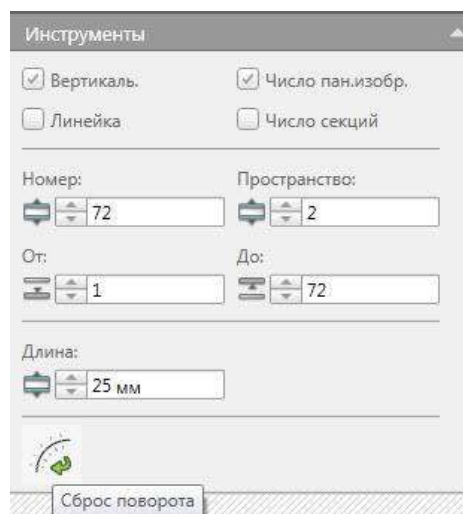 Инструменты
Вертикаль. Число пан.изобр.
Линейка Число секций
Номер: Пространство:
72 2
От: До:
1 72
Длина:
25 мм
Сброс поворота